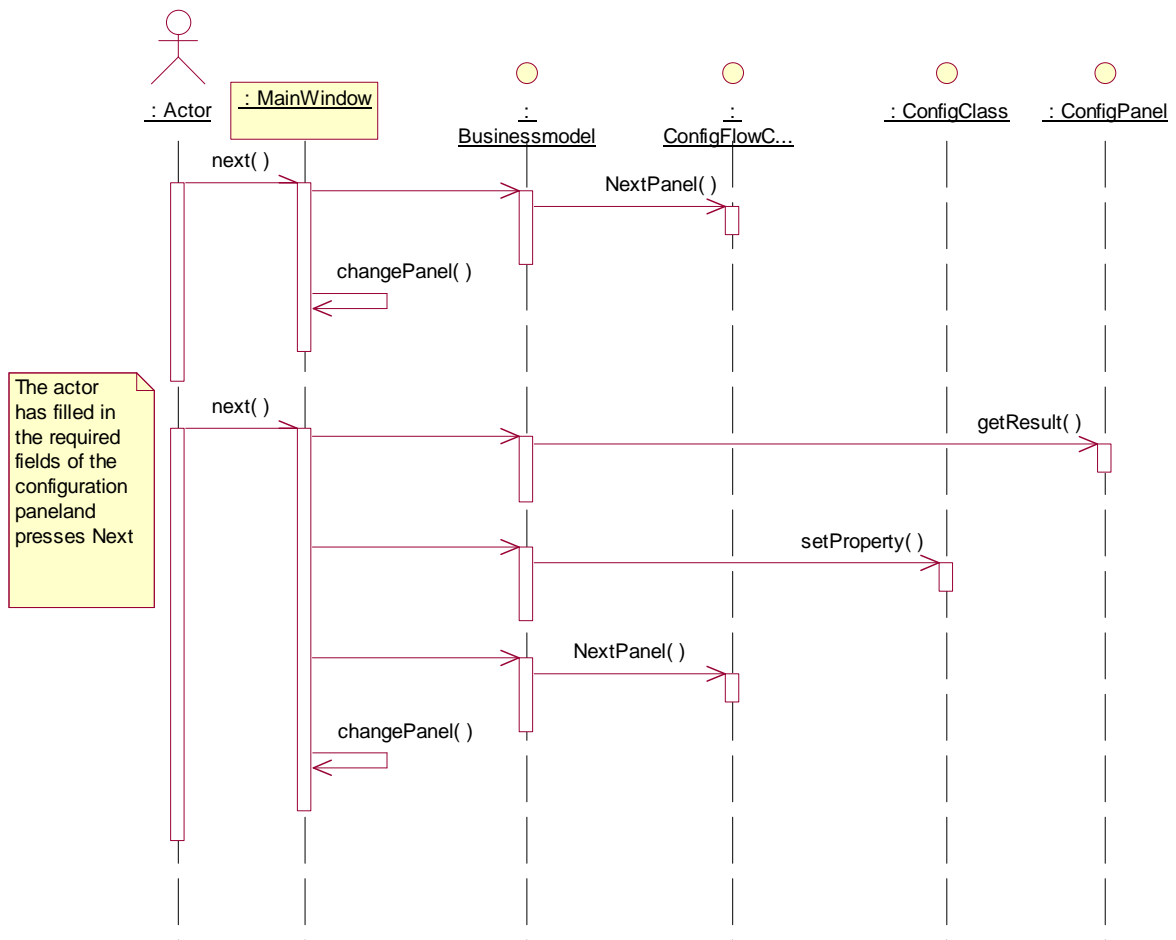 : Actor
: MainWindow
:
Businessmodel
:
ConfigFlowC...
: ConfigClass
: ConfigPanel
next( )
NextPanel( )
changePanel( )
The actor
has filled in
the required
fields of the
configuration
paneland
presses Next
next( )
getResult( )
setProperty( )
NextPanel( )
changePanel( )